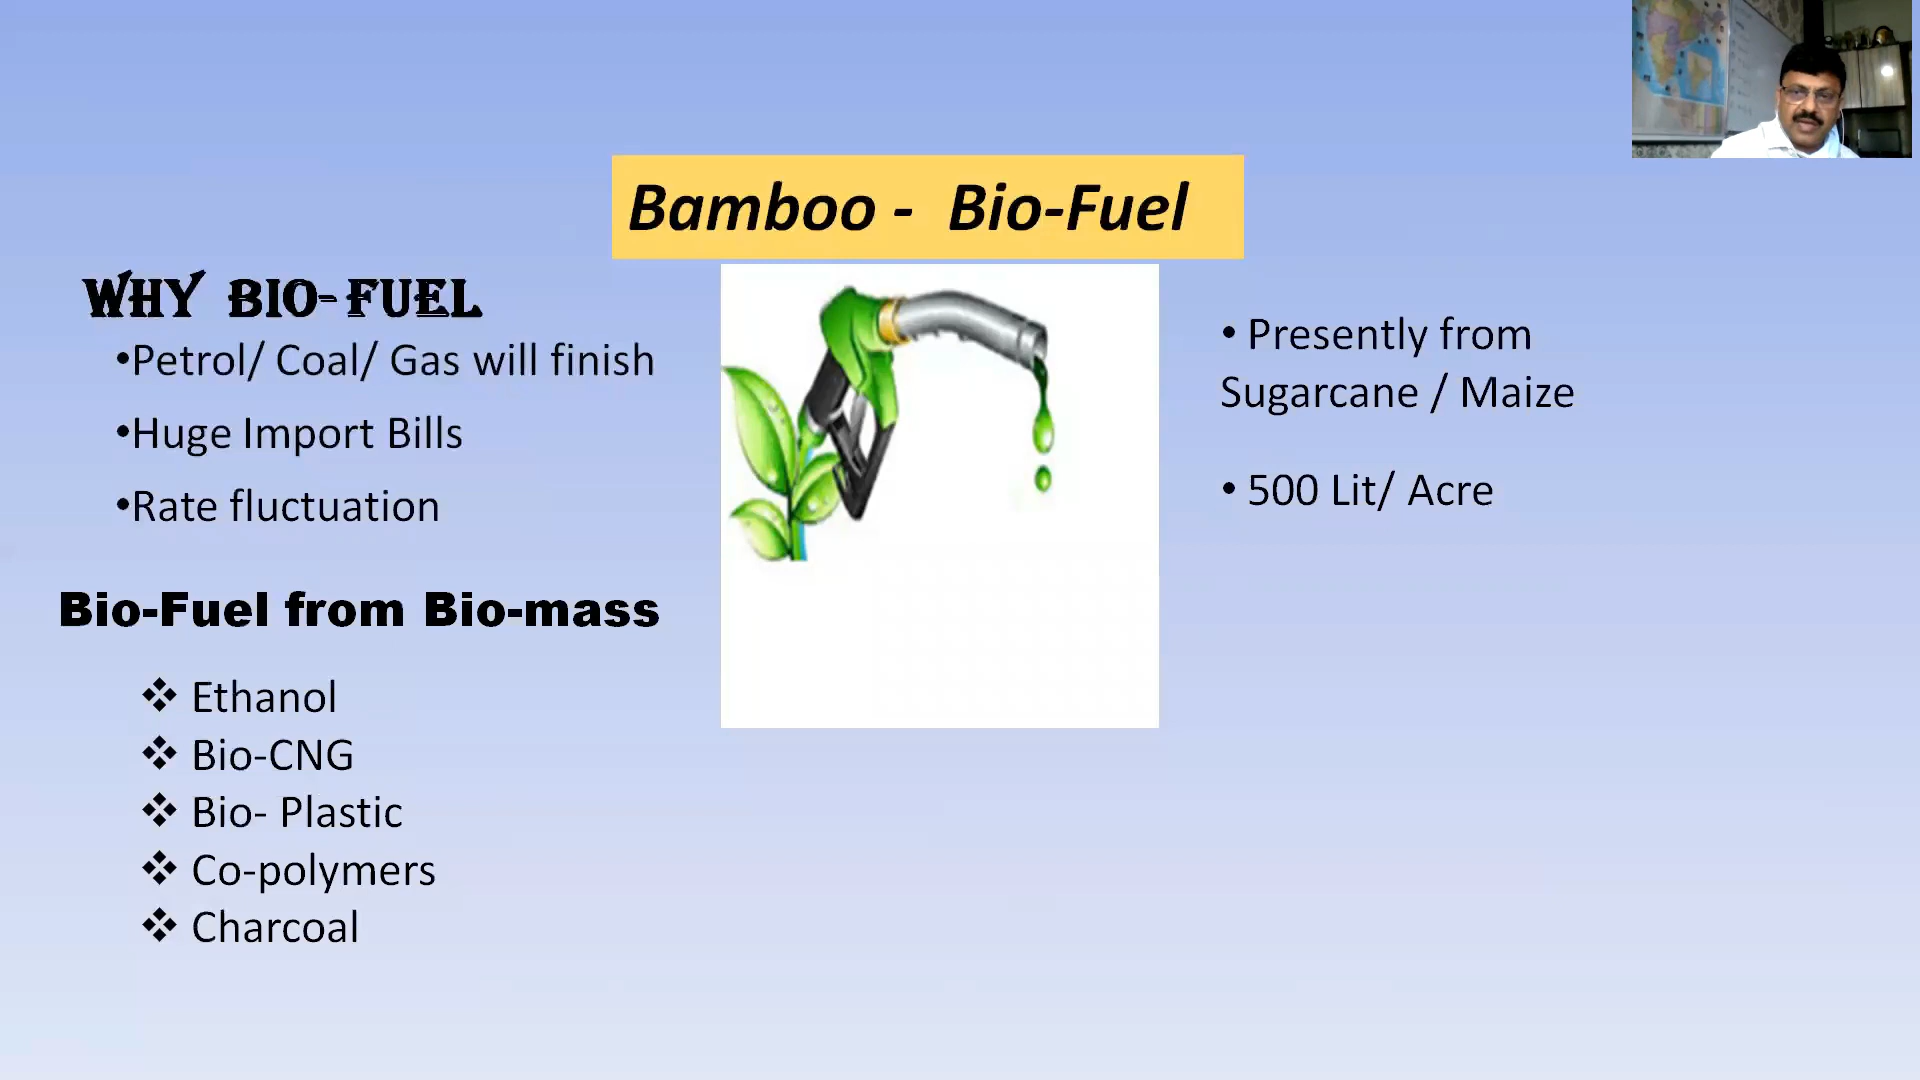 Bamboo - Bio-Fuel
WHY BIO-FUEL
•Petrol/ Coal/ Gas will finish
•Huge Import Bills
•Rate fluctuation
Bio-Fuel from Bio-mass
❖ Ethanol
❖ Bio-CNG
❖ Bio- Plastic
❖ Co-polymers
❖ Charcoal
• Presently from
Sugarcane / Maize
• 500 Lit/ Acre